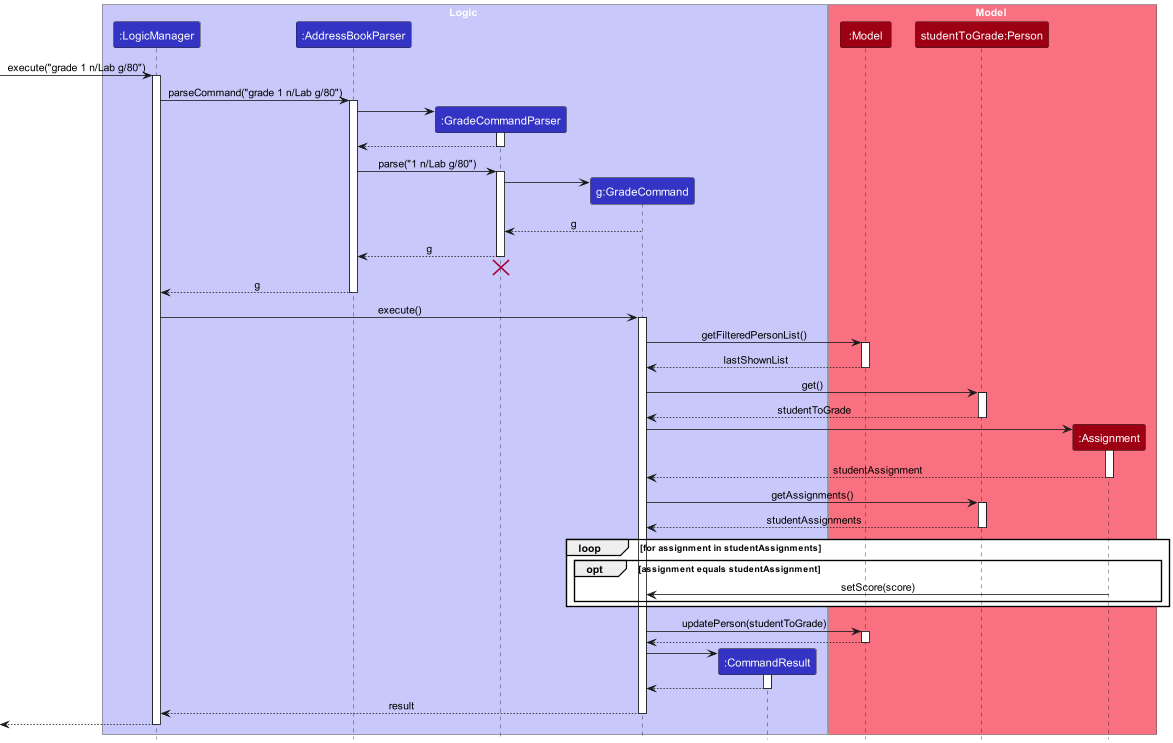 Logic
Model
:LogicManager
:AddressBookParser
:Model
studentToGrade:Person
execute("grade 1 n/Lab g/80")
parseCommand("grade 1 n/Lab g/80")
:GradeCommandParser
parse("1 n/Lab g/80")
g:GradeCommand
g
g
g
execute()
getFilteredPersonList()
lastShownList
get()
studentToGrade
:Assignment
studentAssignment
getAssignments()
studentAssignments
loop [for assignment in studentAssignments]
opt [assignment equals studentAssignment]
setScore(score)
updatePerson(studentToGrade)
:CommandResult
result